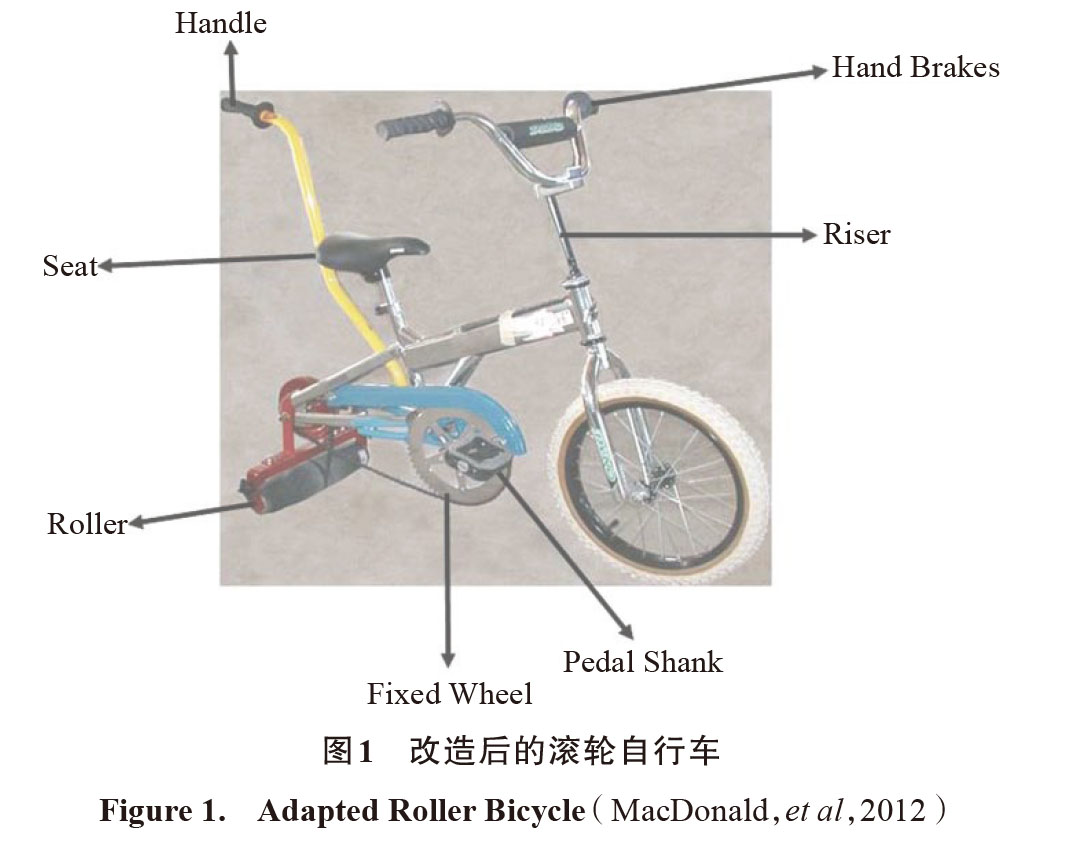 Handle
Hand Brakes
Riser
Seat
Roller
Pedal Shank
Fixed Wheel
图1 改造后的滚轮自行车
Figure 1. Adapted Roller Bicycle（MacDonald，et al，2012）